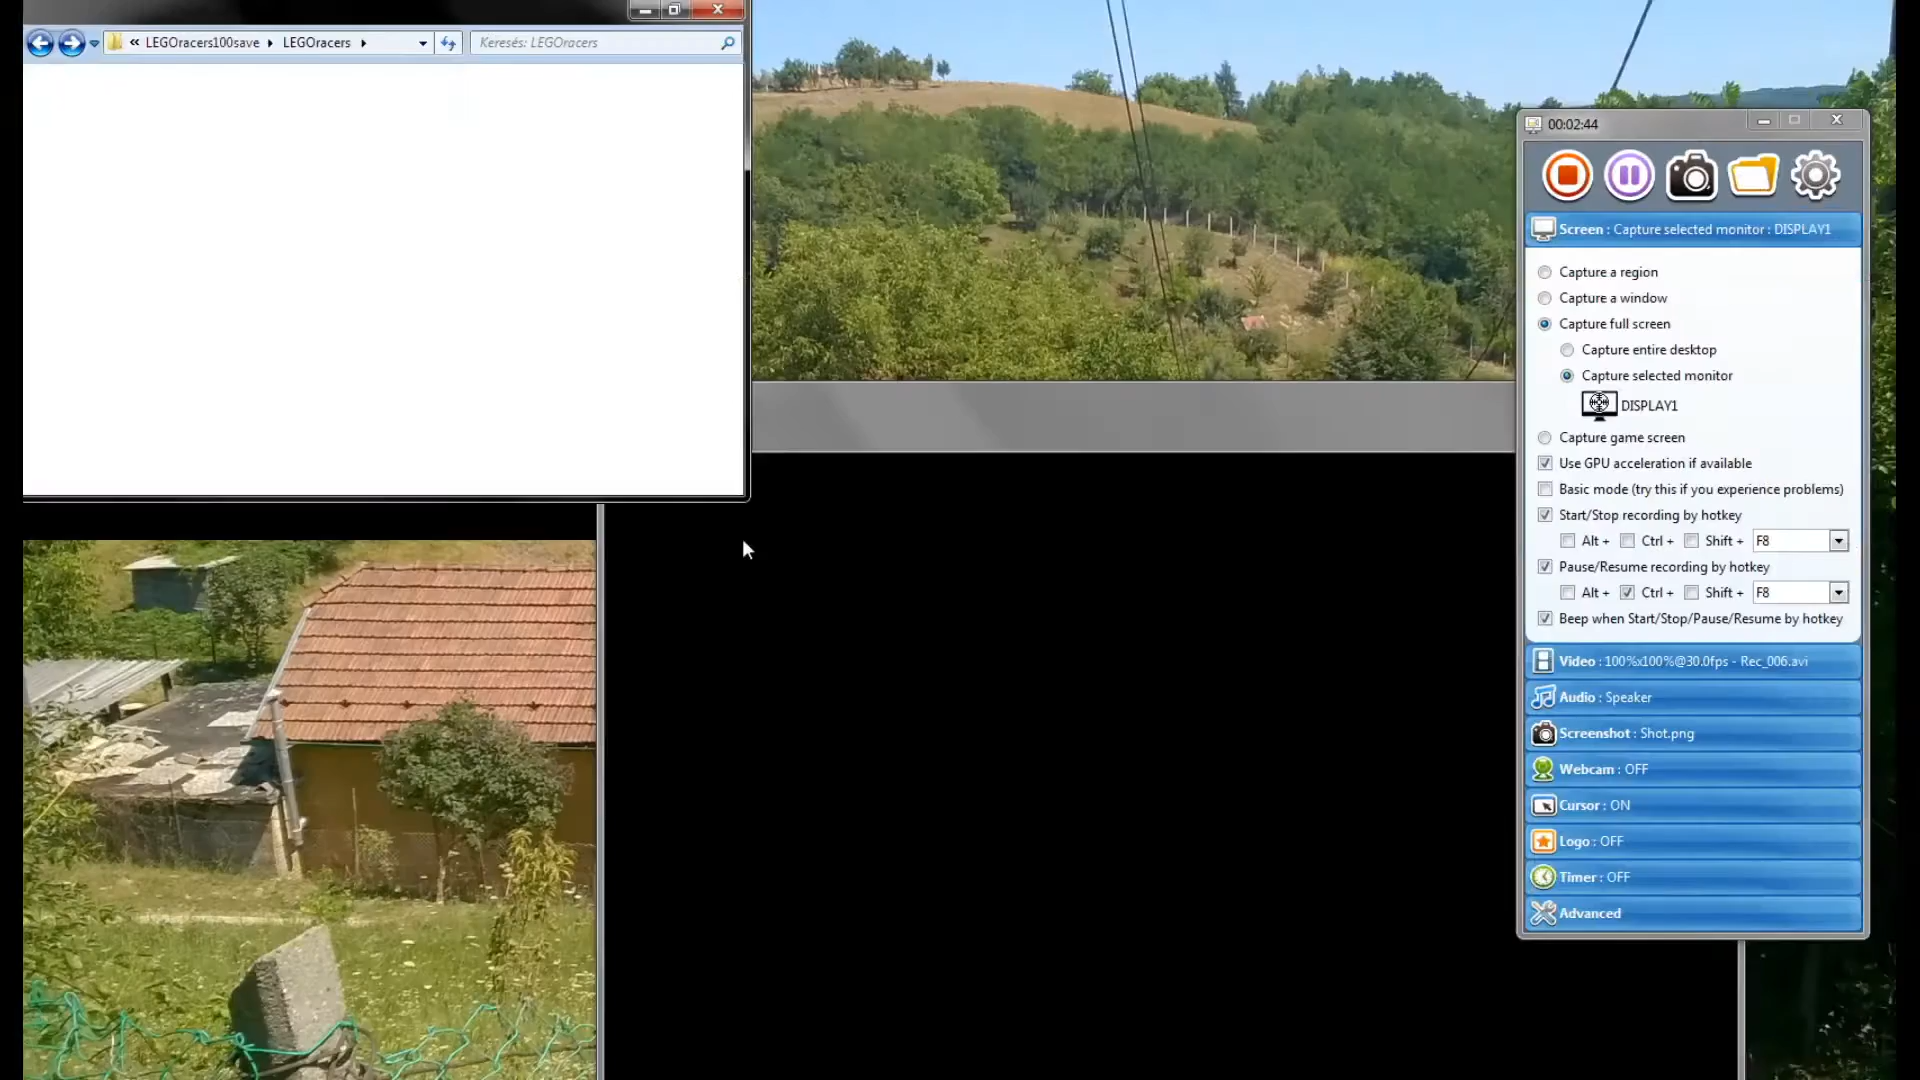 « LEGOracers100save LEGOracers
Keresés: LEGOracers
00:02:44
Screen : Capture selected monitor : DISPLAY1
Capture a region
Capture a window
Capture full screen
Capture entire desktop
Capture selected monitor
DISPLAY1
Capture game screen
Use GPU acceleration if available
Basic mode (try this if you experience problems)
Start/Stop recording by hotkey
Alt + Ctrl + Shift + F8
Pause/Resume recording by hotkey
Alt + Ctrl + Shift + F8
Beep when Start/Stop/Pause/Resume by hotkey
Video : 100%x100%@30.0fps - Rec_006.avi
Audio : Speaker
Screenshot : Shot.png
Webcam : OFF
Cursor : ON
Logo : OFF
Timer : OFF
Advanced